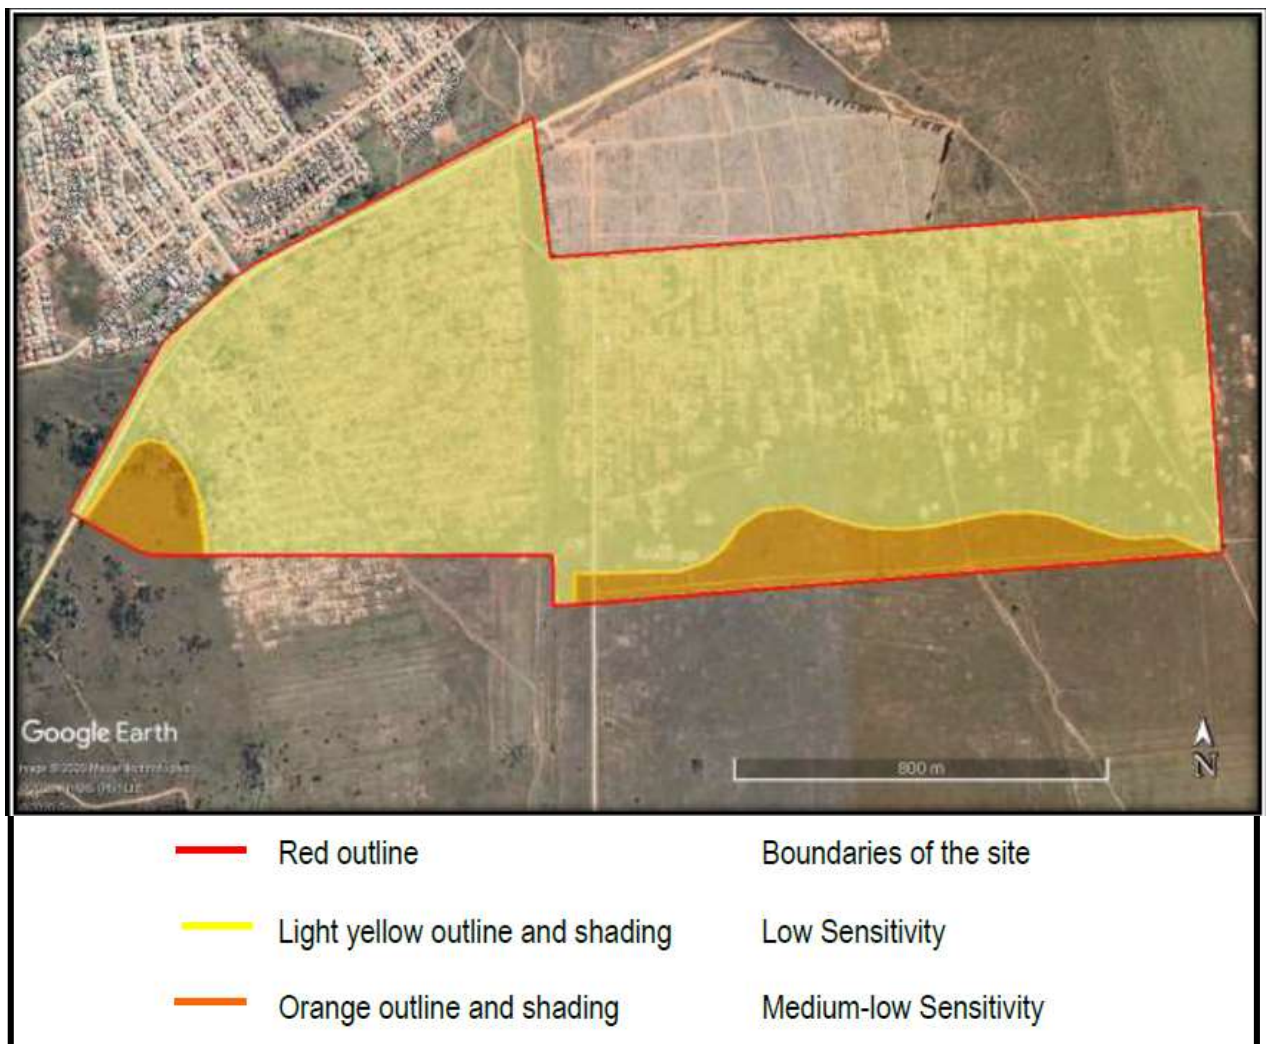 Google Earth
800 m
N
Red outline Boundaries of the site
Light yellow outline and shading Low Sensitivity
Orange outline and shading Medium-low Sensitivity